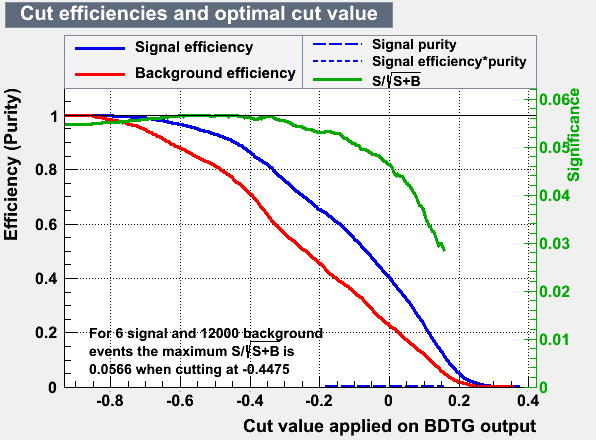 Cut efficiencies and optimal cut value
Signal efficiency
Background efficiency
Signal purity
Signal efficiency*purity
S/√S+B
Efficiency (Purity)
1
0.8
0.6
0.4
0.2
0
0.06
0.05
0.04
0.03
0.02
0.01
0
Significance
For 6 signal and 12000 background
events the maximum S/√S+B is
0.0566 when cutting at -0.4475
-0.8 -0.6 -0.4 -0.2 0 0.2 0.4
Cut value applied on BDTG output